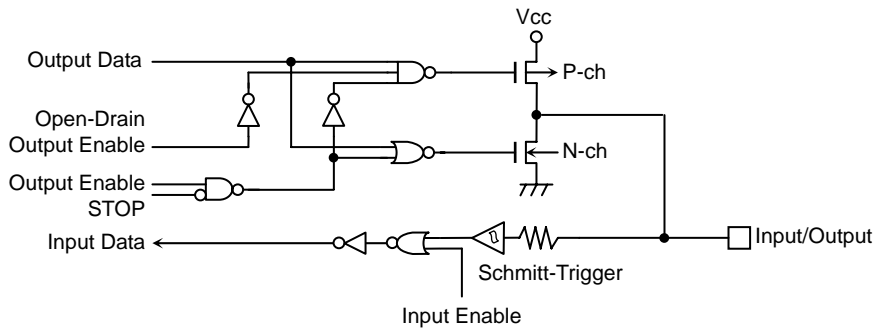 Vcc
Output Data
P-ch
Open-Drain
Output Enable
N-ch
Output Enable
STOP
Input Data
Input/Output
Schmitt-Trigger
Input Enable